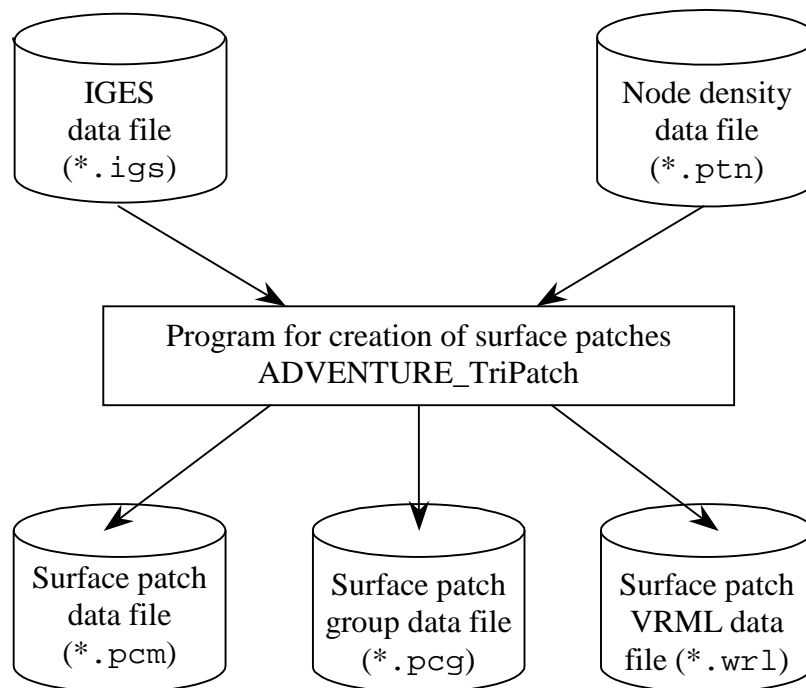 IGES
data file
(*.igs)
Node density
data file
(*.ptn)
Program for creation of surface patches
ADVENTURE_TriPatch
Surface patch
data file
(*.pcm)
Surface patch
group data file
(*.pcg)
Surface patch
VRML data
file (*.wrl)